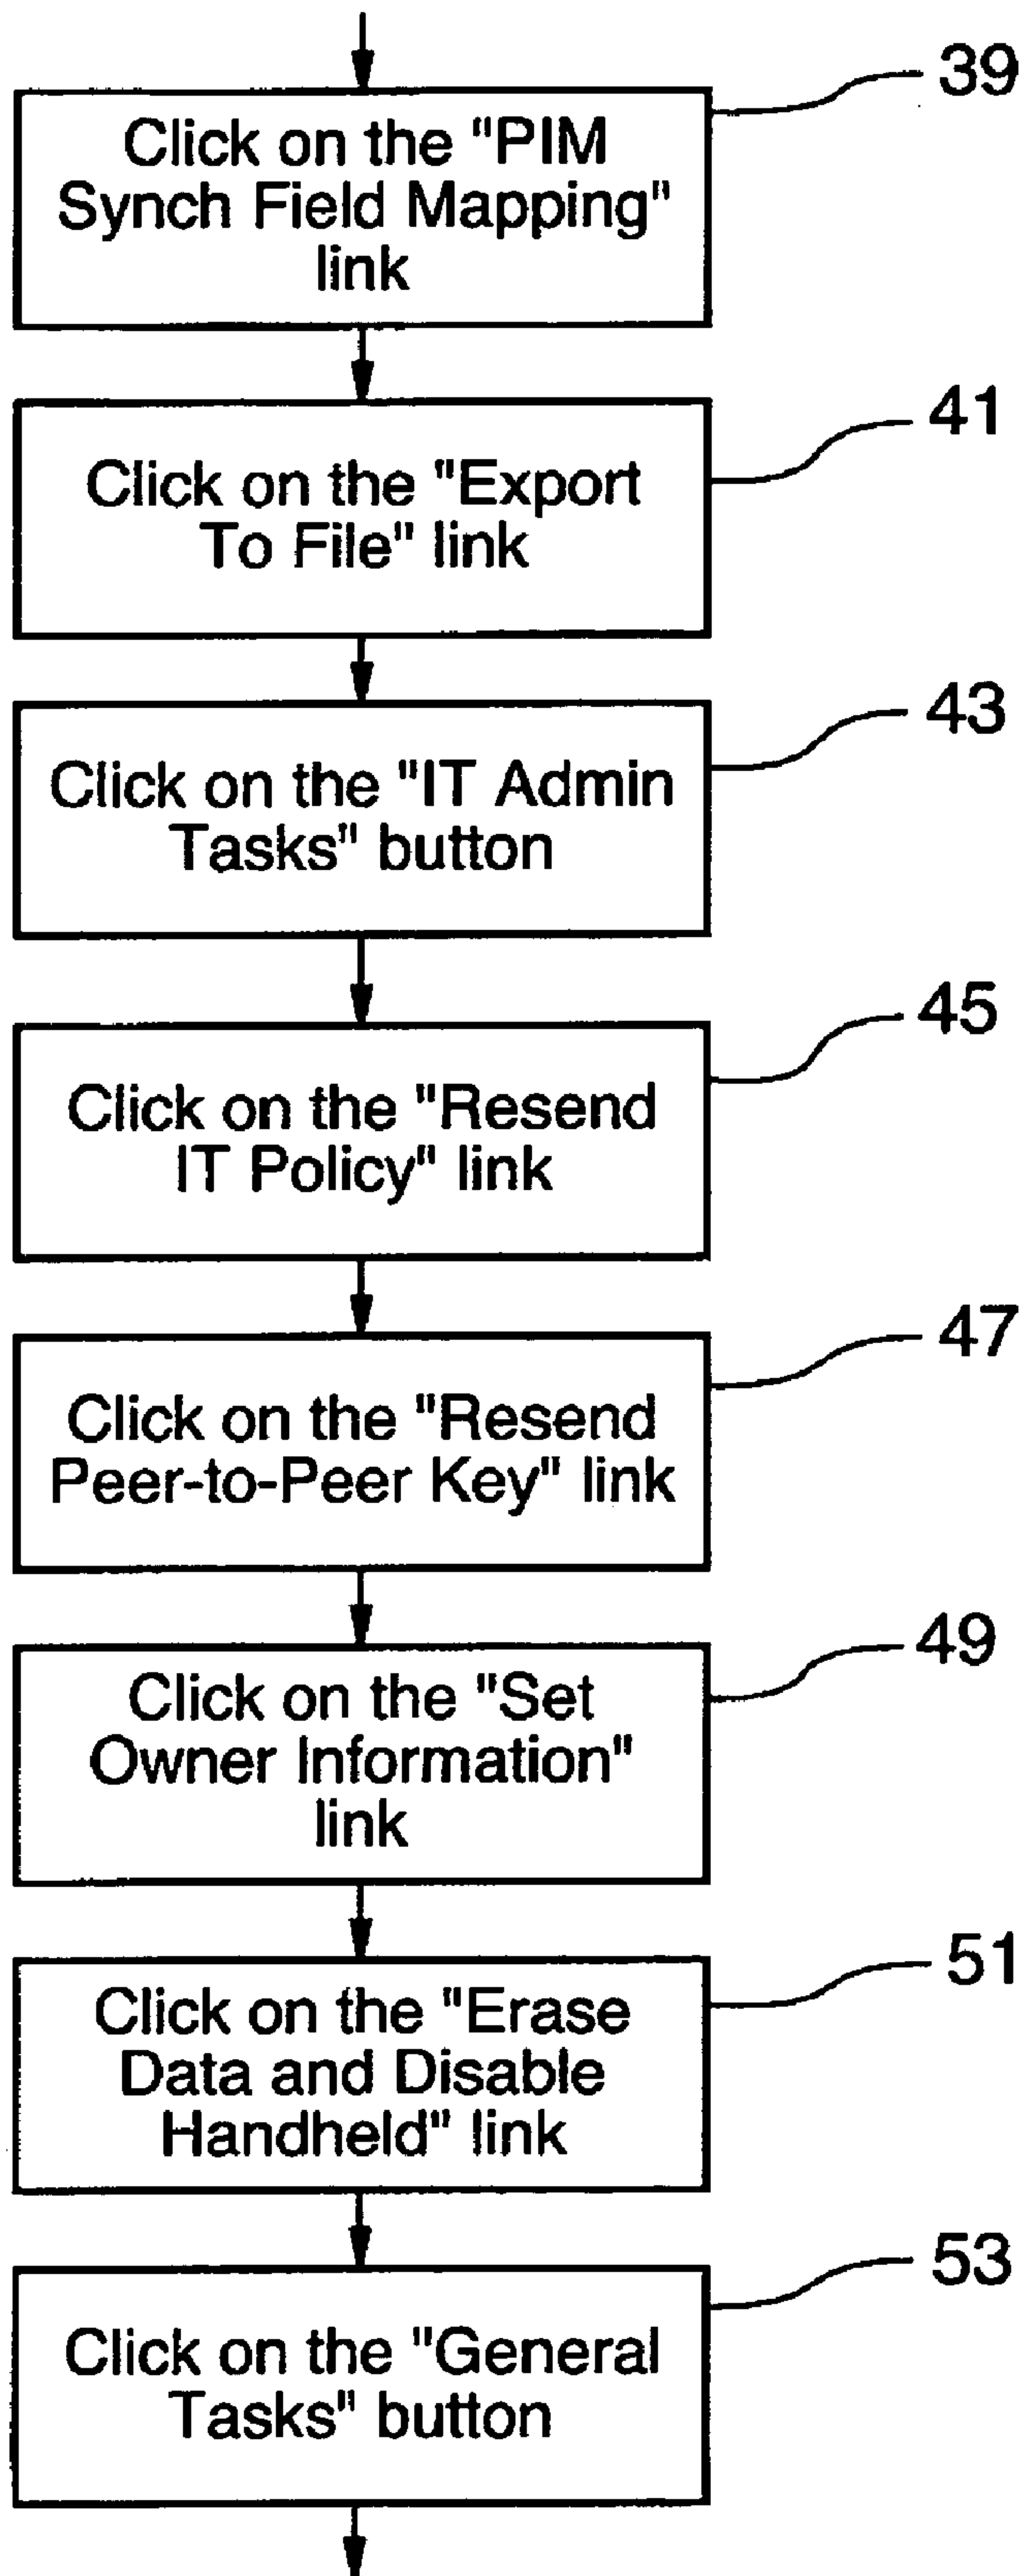 39
Click on the "PIM
Synch Field Mapping"
link
41
Click on the "Export
To File" link
43
Click on the "IT Admin
Tasks" button
45
Click on the "Resend
IT Policy" link
47
Click on the "Resend
Peer-to-Peer Key" link
49
Click on the "Set
Owner Information"
link
51
Click on the "Erase
Data and Disable
Handheld" link
53
Click on the "General
Tasks" button